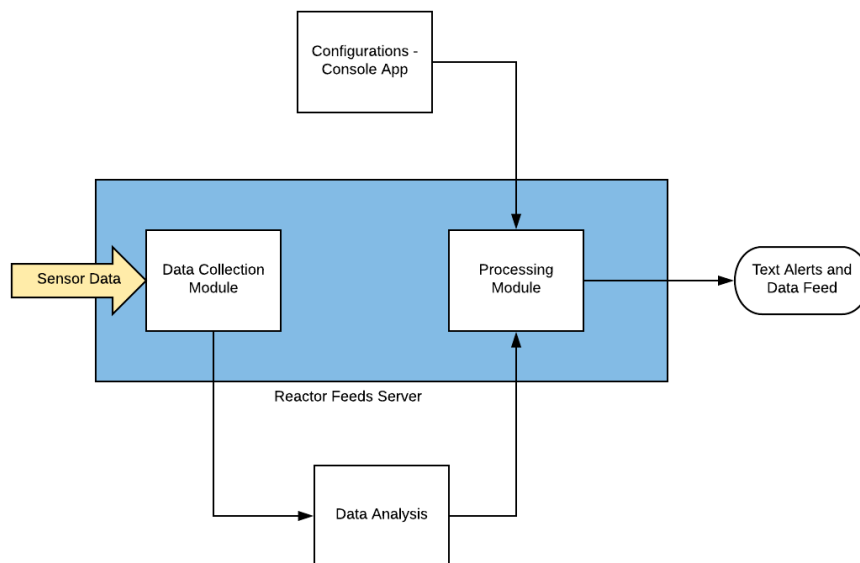 Configurations -
Console App
Sensor Data
Data Collection
Module
Processing
Module
Text Alerts and
Data Feed
Reactor Feeds Server
Data Analysis